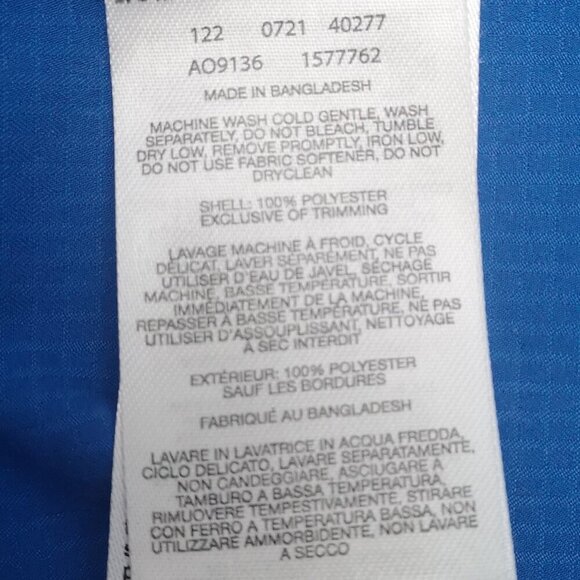 122 0721 40277
AO9136 1577762
MADE IN BANGLADESH
MACHINE WASH COLD GENTLE, WASH
SEPARATELY, DO NOT BLEACH, TUMBLE
DRY LOW, REMOVE PROMPTLY, IRON LOW,
DO NOT USE FABRIC SOFTENER, DO NOT
DRYCLEAN
SHELL: 100% POLYESTER
EXCLUSIVE OF TRIMMING
LAVAGE MACHINE À FROID, CYCLE
DÉLICAT, LAVER SÉPARÉMENT, NE PAS
UTILISER D'EAU DE JAVEL, SÉCHAGE
MACHINE, BASSE TEMPÉRATURE, SORTIR
IMMÉDIATEMENT DE LA MACHINE,
REPASSER À BASSE TEMPÉRATURE, NE PAS
UTILISER D'ASSOUPLISSANT, NETTOYAGE
À SEC INTERDIT
EXTÉRIEUR: 100% POLYESTER
SAUF LES BORDURES
FABRIQUÉ AU BANGLADESH
LAVARE IN LAVATRICE IN ACQUA FREDDA,
CICLO DELICATO, LAVARE SEPARATAMENTE,
NON CANDEGGIARE, ASCIUGARE A
TAMBURO A BASSA TEMPERATURA,
RIMUOVERE TEMPESTIVAMENTE, STIRARE
CON FERRO A TEMPERATURA BASSA, NON
UTILIZZARE AMMORBIDENTE, NON LAVARE
A SECCO